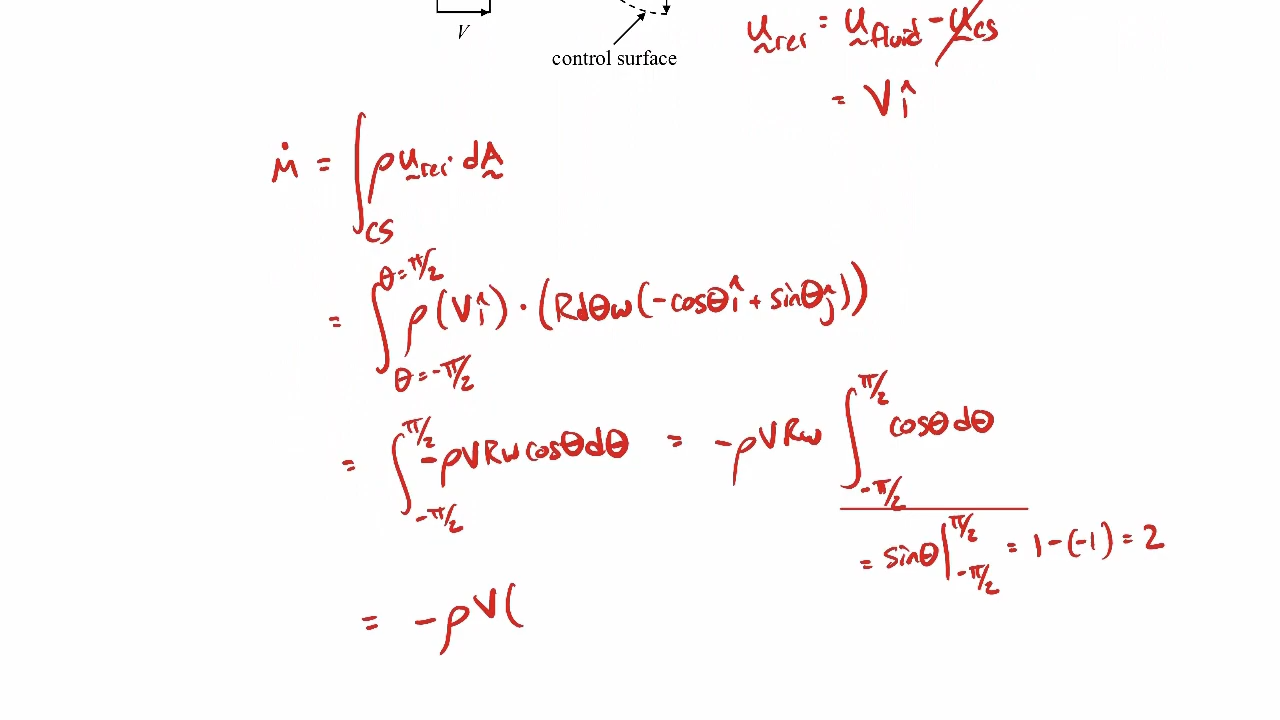 V
control surface
u_rel = u_fluid - u_cs
= V î
ṁ = ∫_CS ρ u_rel · dA
= ∫_{θ=-π/2}^{θ=π/2} ρ(V î) · (R dθ w (-cosθ î + sinθ ĵ))
= ∫_{-π/2}^{π/2} -ρVRw cosθ dθ = -ρVRw ∫_{-π/2}^{π/2} cosθ dθ
= sinθ |_{-π/2}^{π/2} = 1-(-1) = 2
= -ρV(